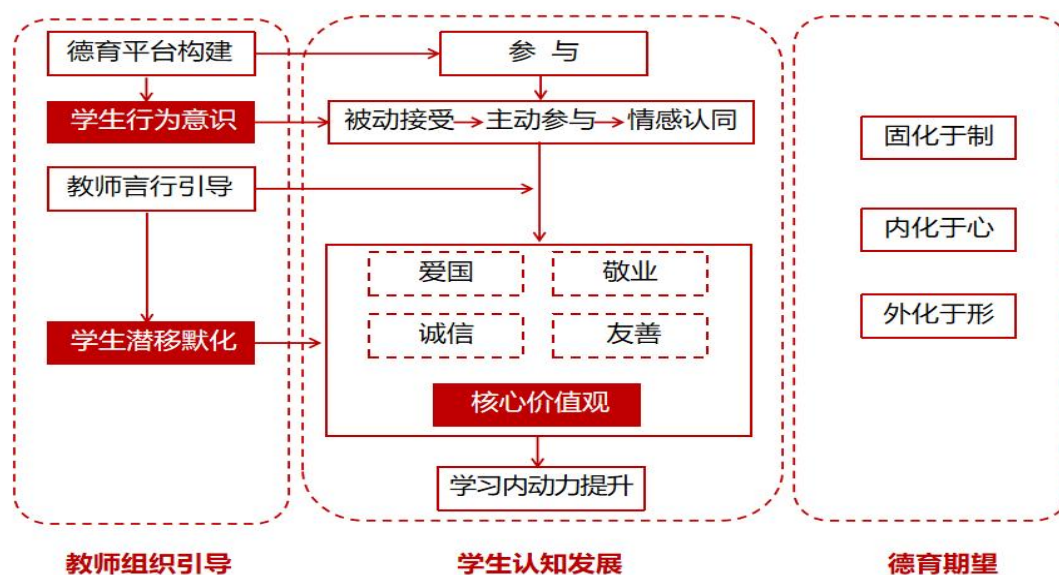 德育平台构建
学生行为意识
教师言行引导
学生潜移默化
教师组织引导
参 与
被动接受 主动参与 情感认同
爱国 敬业
诚信 友善
核心价值观
学习内动力提升
学生认知发展
固化于制
内化于心
外化于形
德育期望